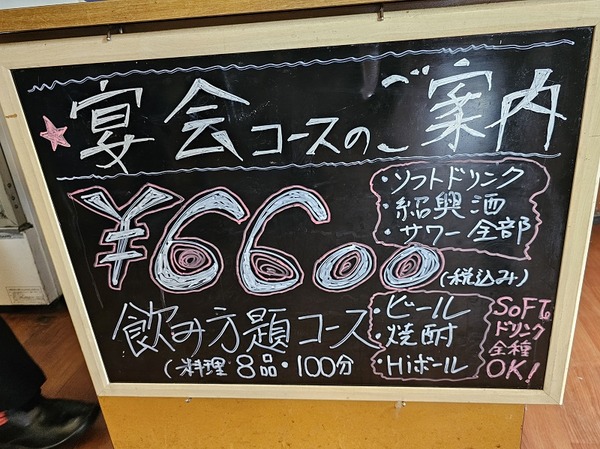 ★宴会コースのご案内
¥6600
(税込み)
・ソフトドリンク
・紹興酒
・サワー全部
飲み方題コース
(料理8品・100分
・ビール
・焼酎
・Hiボール
SOFT
ドリンク
全種
OK!